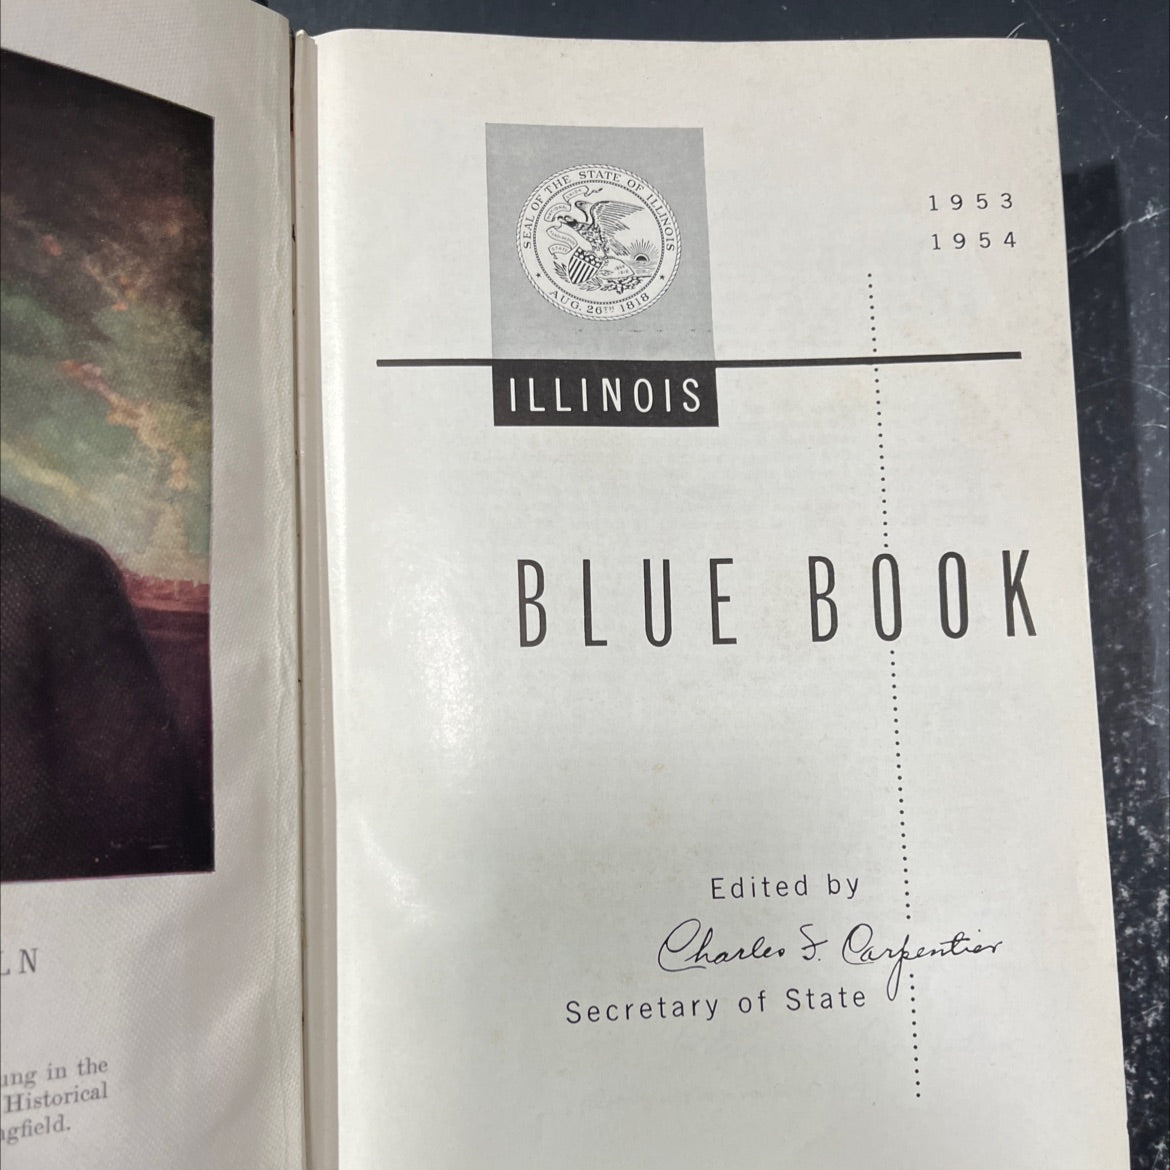 LN
ung in the
Historical
ngfield.
SEAL OF THE STATE OF ILLINOIS
AUG. 26TH 1818
1953
1954
ILLINOIS
BLUE BOOK
Edited by
Charles F. Carpentier
Secretary of State